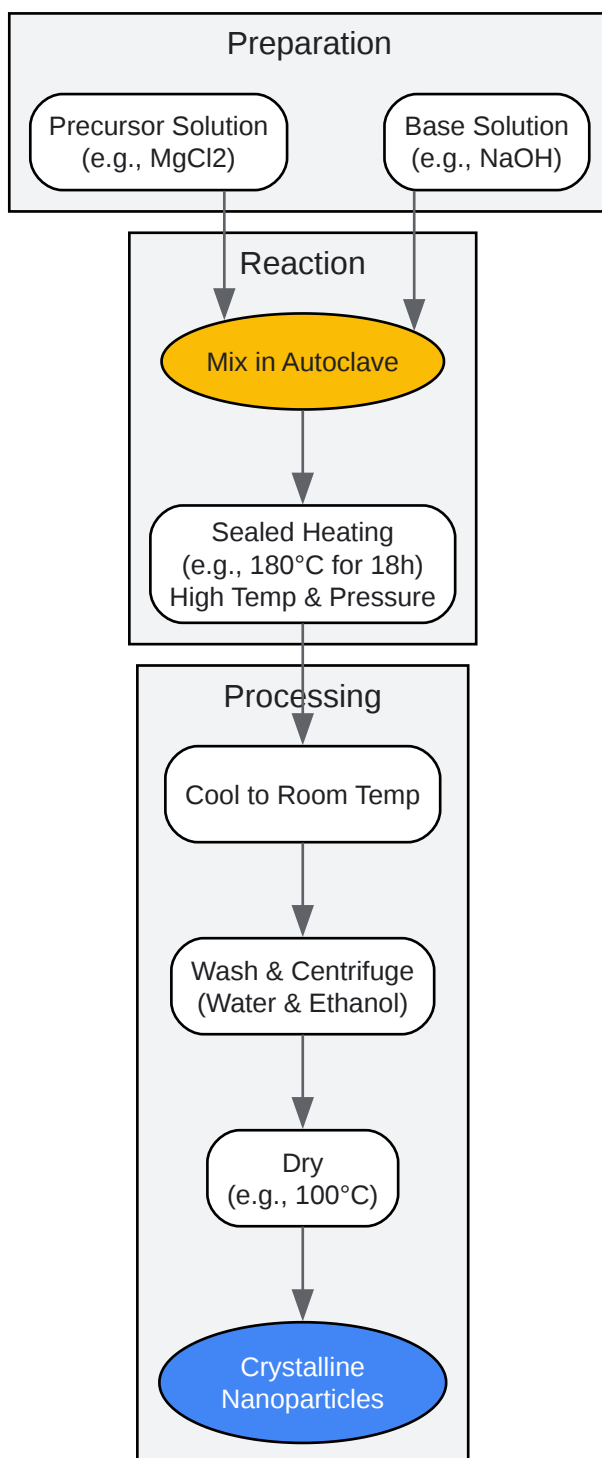 Preparation
Precursor Solution
(e.g., MgCl2)
Base Solution
(e.g., NaOH)
Reaction
Mix in Autoclave
Sealed Heating
(e.g., 180°C for 18h)
High Temp & Pressure
Processing
Cool to Room Temp
Wash & Centrifuge
(Water & Ethanol)
Dry
(e.g., 100°C)
Crystalline
Nanoparticles